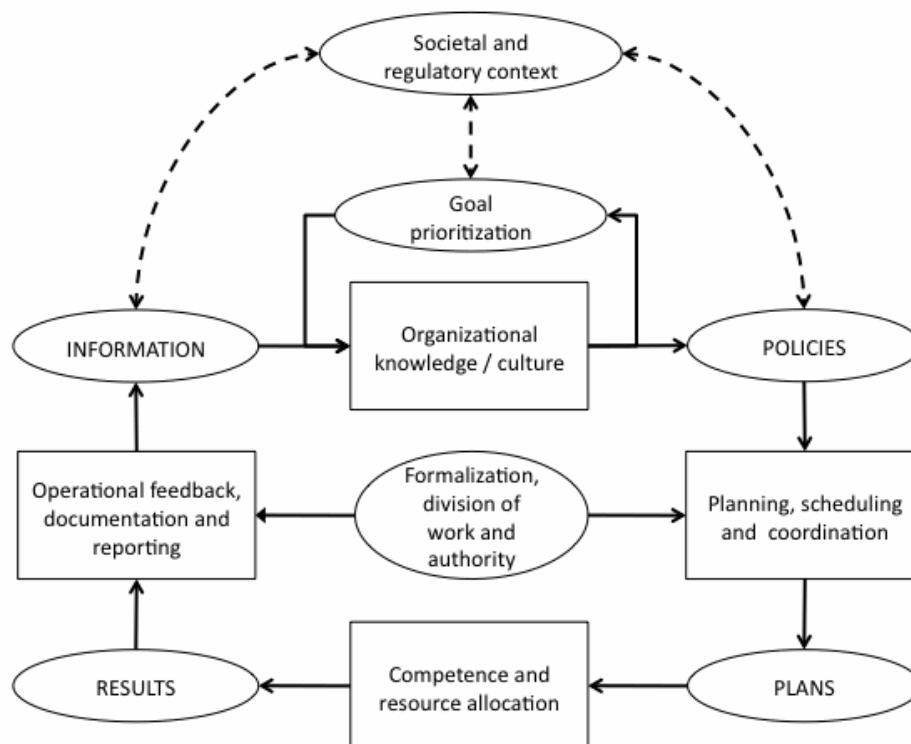 Societal and
regulatory context
Goal
prioritization
INFORMATION
Organizational
knowledge / culture
POLICIES
Operational feedback,
documentation and
reporting
Formalization,
division of
work and
authority
Planning, scheduling
and coordination
RESULTS
Competence and
resource allocation
PLANS